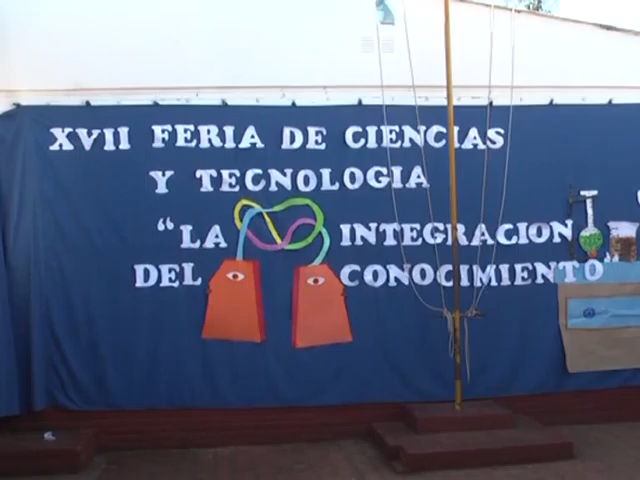 XVII FERIA DE CIENCIAS
Y TECNOLOGIA
“LA INTEGRACION
DEL CONOCIMIENTO